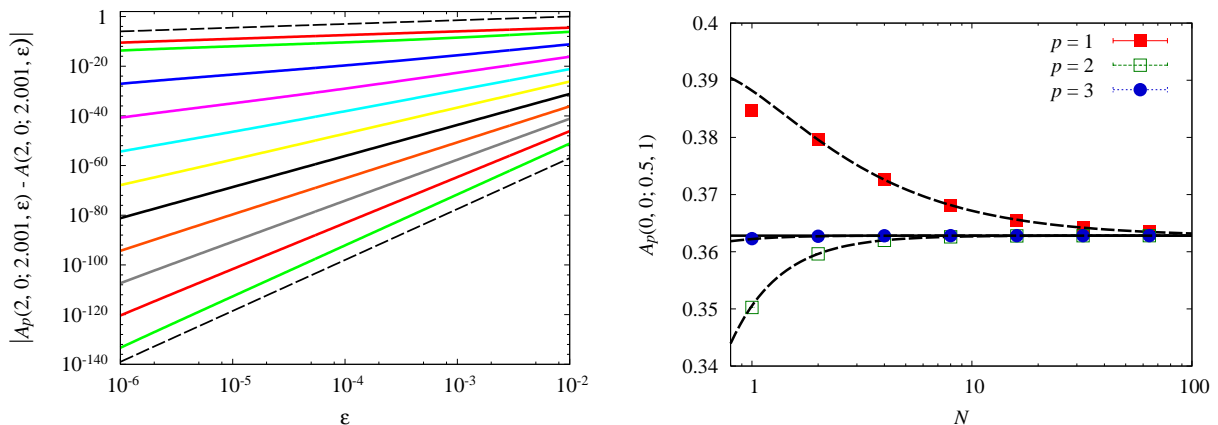 |A_p(2, 0; 2.001, ε) - A(2, 0; 2.001, ε)|
1
10^-20
10^-40
10^-60
10^-80
10^-100
10^-120
10^-140
10^-6 10^-5 10^-4 10^-3 10^-2
ε
A_p(0, 0; 0.5, 1)
0.4
0.39
0.38
0.37
0.36
0.35
0.34
p = 1
p = 2
p = 3
1 10 100
N